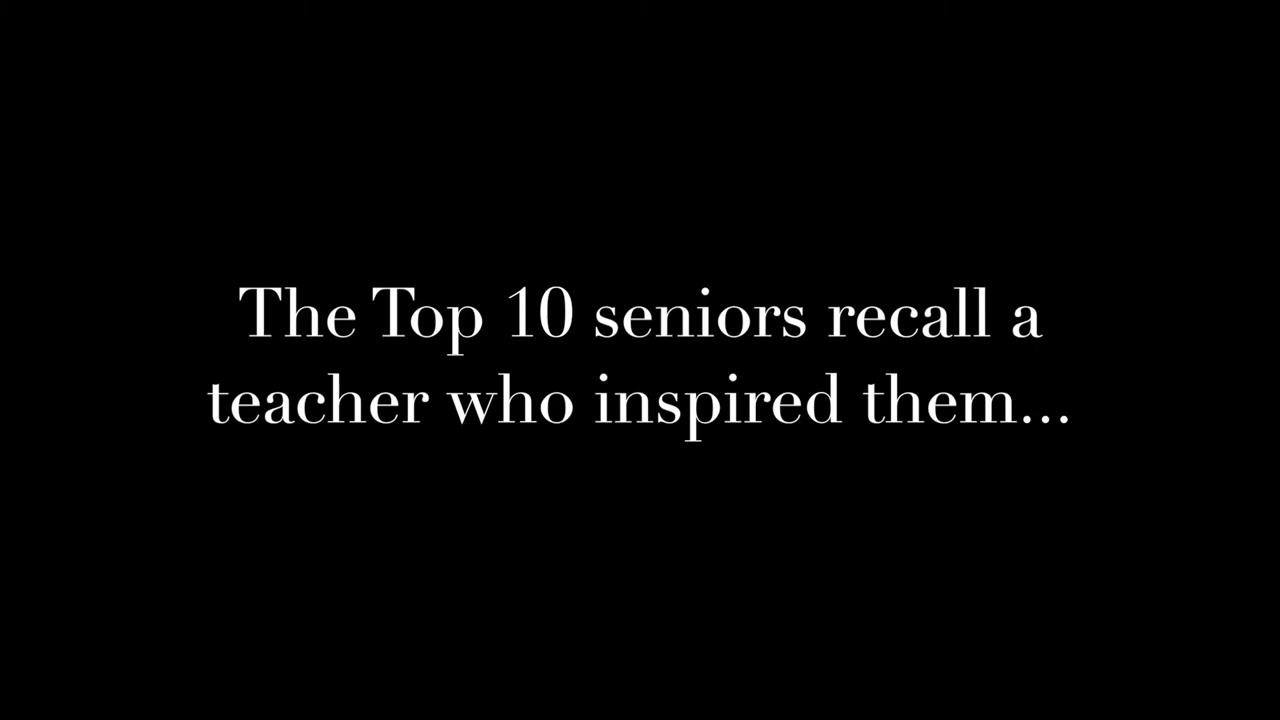 The Top 10 seniors recall a
teacher who inspired them...